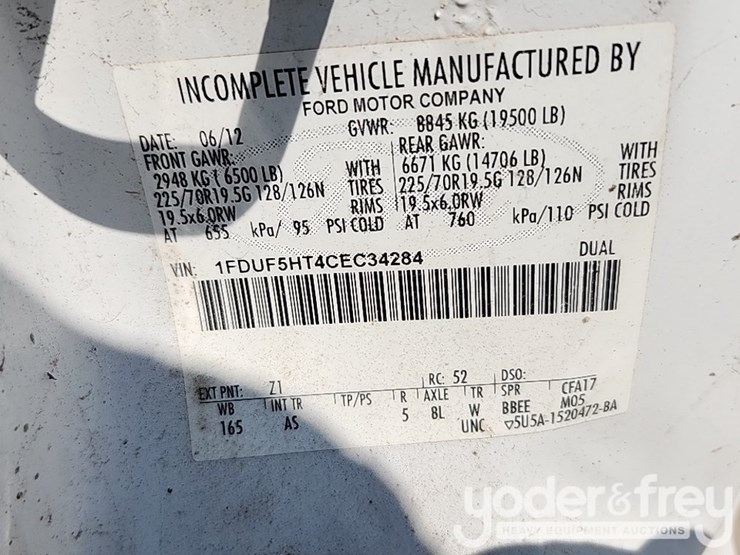 INCOMPLETE VEHICLE MANUFACTURED BY
FORD MOTOR COMPANY
DATE: 06/12 GVWR: 8845 KG (19500 LB)
FRONT GAWR: REAR GAWR:
2948 KG ( 6500 LB) WITH 6671 KG (14706 LB) WITH
225/70R19.5G 128/126N TIRES 225/70R19.5G 128/126N TIRES
19.5x6.0RW RIMS 19.5x6.0RW RIMS
AT 655 kPa/ 95 PSI COLD AT 760 kPa/110 PSI COLD
VIN: 1FDUF5HT4CEC34284 DUAL
EXT PNT: Z1 RC: 52 DSO:
WB INT TR TP/PS R AXLE TR SPR CFA17
165 AS 5 8L W BBEE M05
UNC ▽5U5A-1520472-BA
yoder&frey
HEAVY EQUIPMENT AUCTIONS